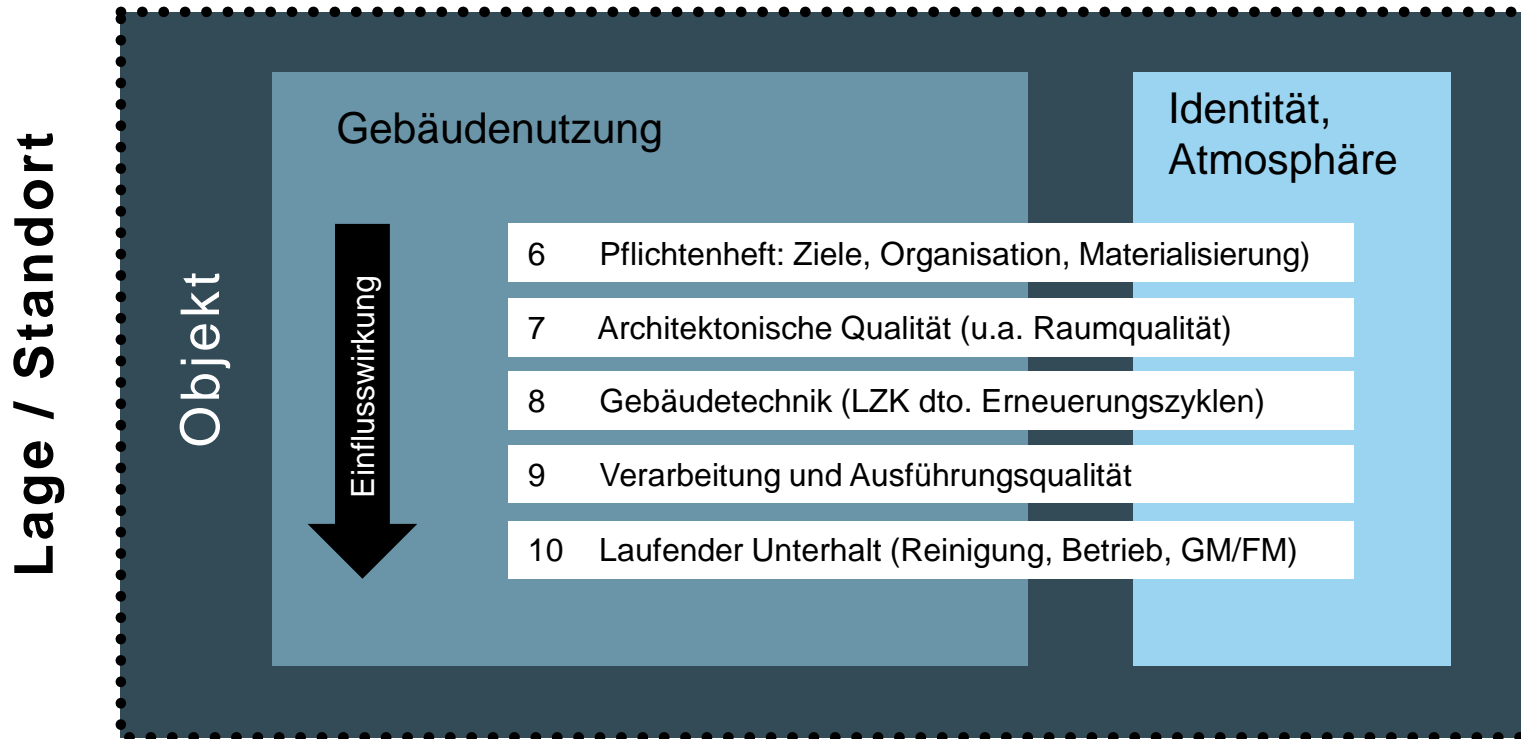 Lage / Standort
Objekt
Gebäudenutzung
Identität,
Atmosphäre
Einflusswirkung
6 Pflichtenheft: Ziele, Organisation, Materialisierung)
7 Architektonische Qualität (u.a. Raumqualität)
8 Gebäudetechnik (LZK dto. Erneuerungszyklen)
9 Verarbeitung und Ausführungsqualität
10 Laufender Unterhalt (Reinigung, Betrieb, GM/FM)